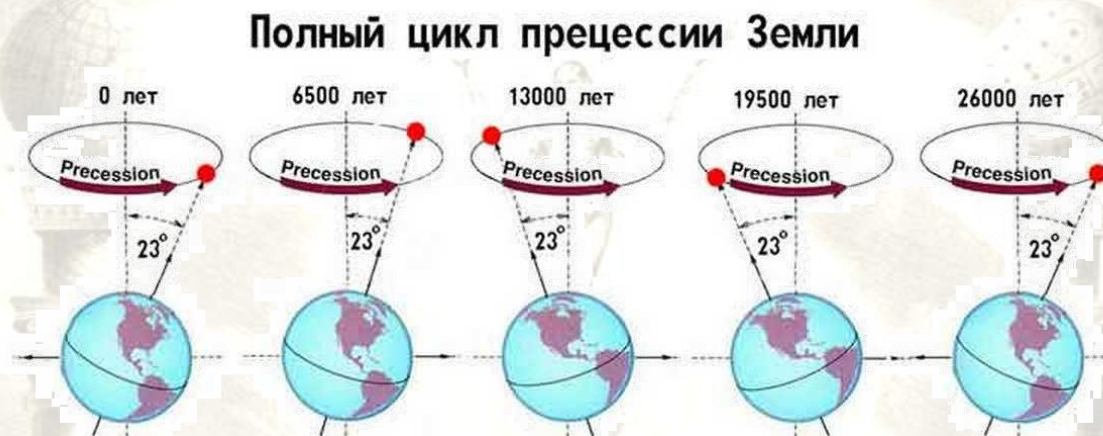 Полный цикл прецессии Земли
0 лет
6500 лет
13000 лет
19500 лет
26000 лет
Precession
Precession
Precession
Precession
Precession
23°
23°
23°
23°
23°